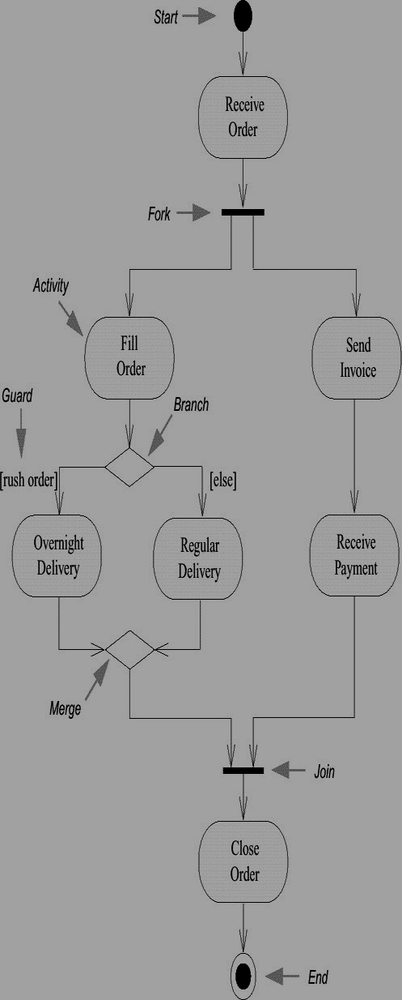 Start
Receive
Order
Fork
Activity
Fill
Order
Send
Invoice
Guard
Branch
[rush order]
[else]
Overnight
Delivery
Regular
Delivery
Receive
Payment
Merge
Join
Close
Order
End